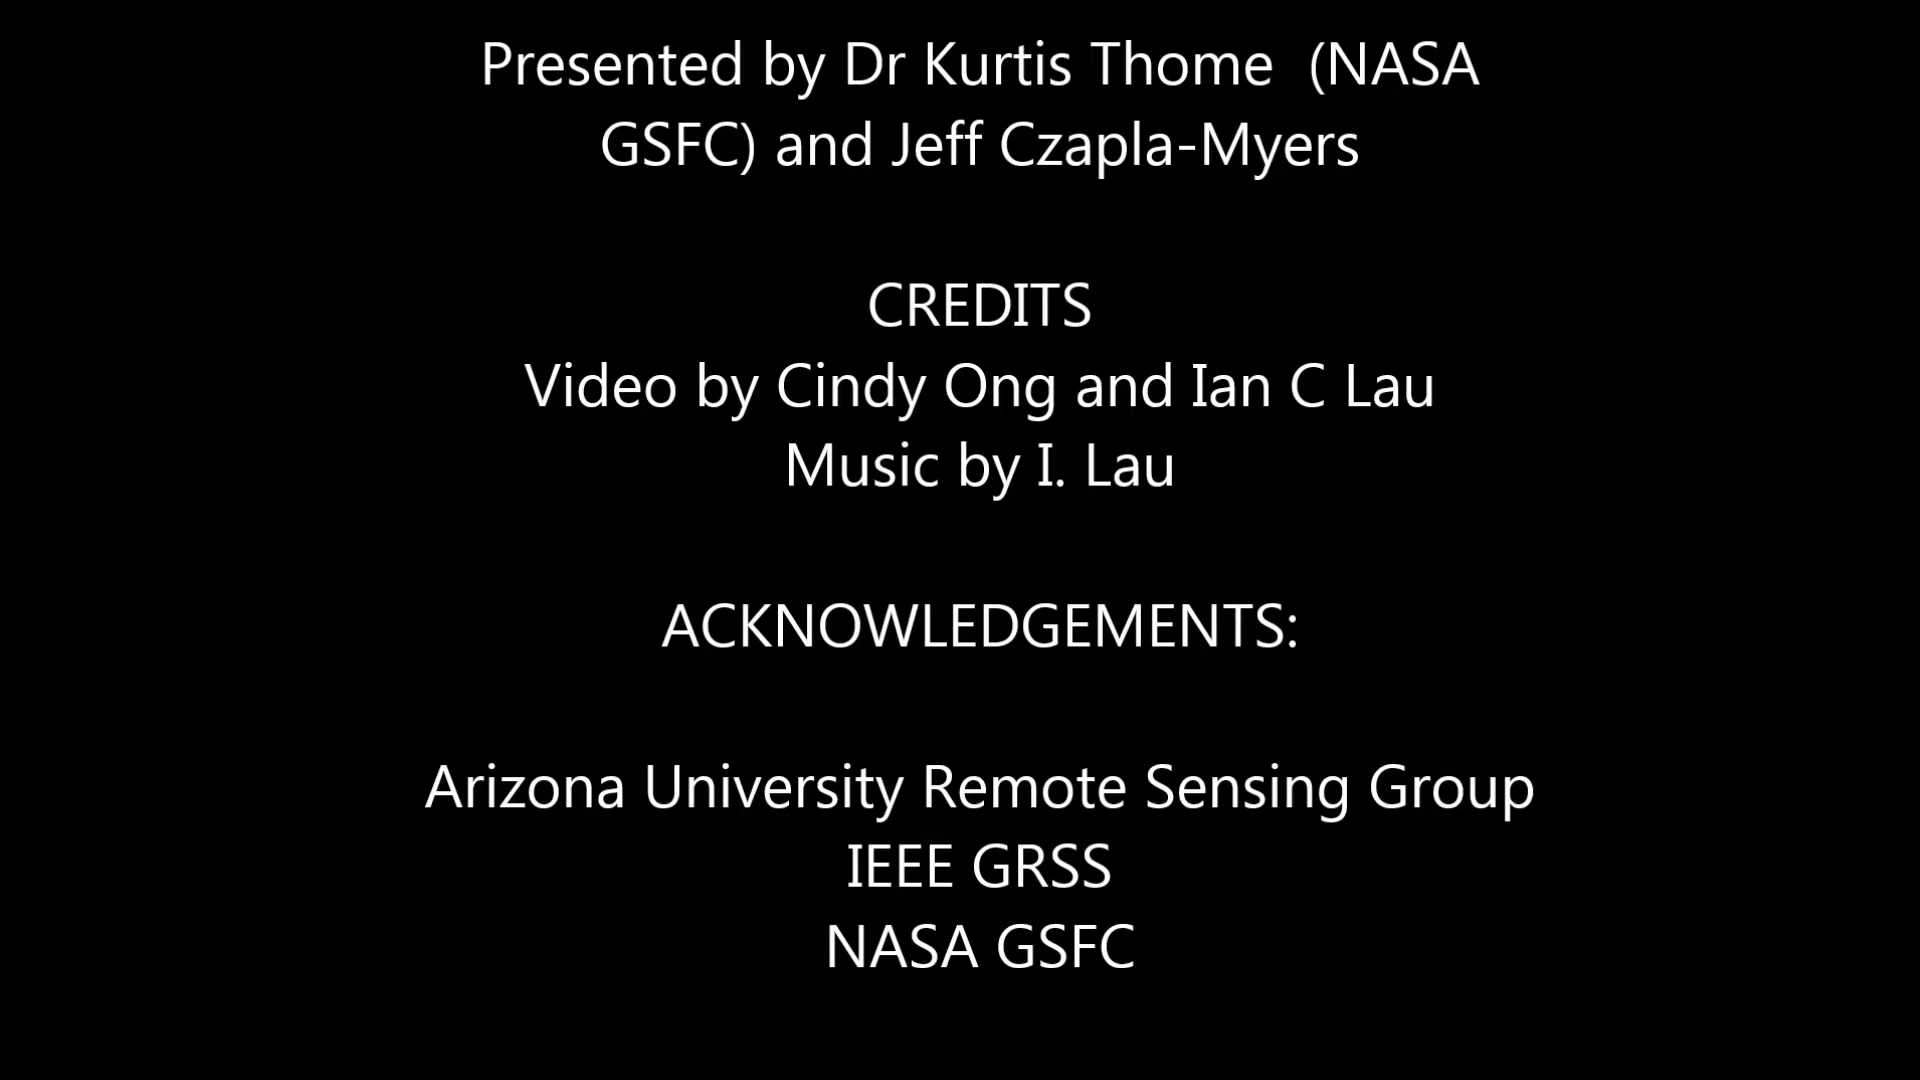 Presented by Dr Kurtis Thome  (NASA
GSFC) and Jeff Czapla-Myers
CREDITS
Video by Cindy Ong and Ian C Lau
Music by I. Lau
ACKNOWLEDGEMENTS:
Arizona University Remote Sensing Group
IEEE GRSS
NASA GSFC